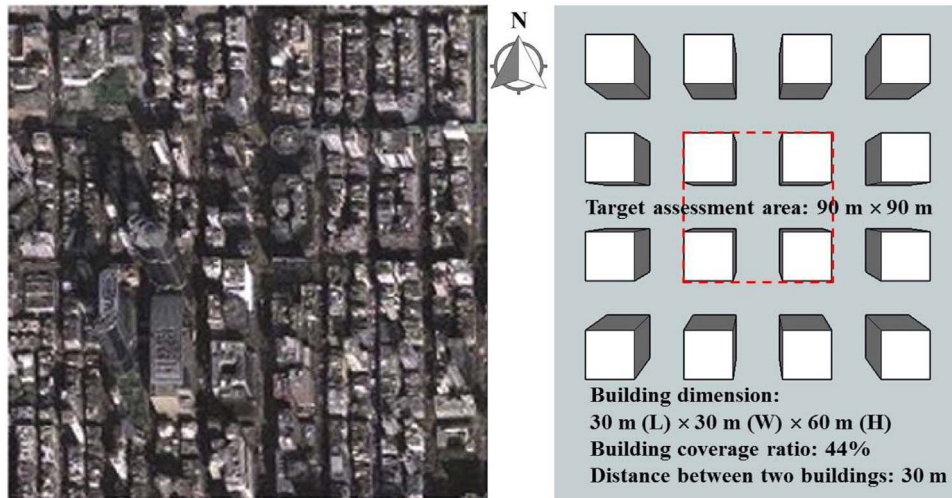 N
Target assessment area: 90 m × 90 m
Building dimension:
30 m (L) × 30 m (W) × 60 m (H)
Building coverage ratio: 44%
Distance between two buildings: 30 m